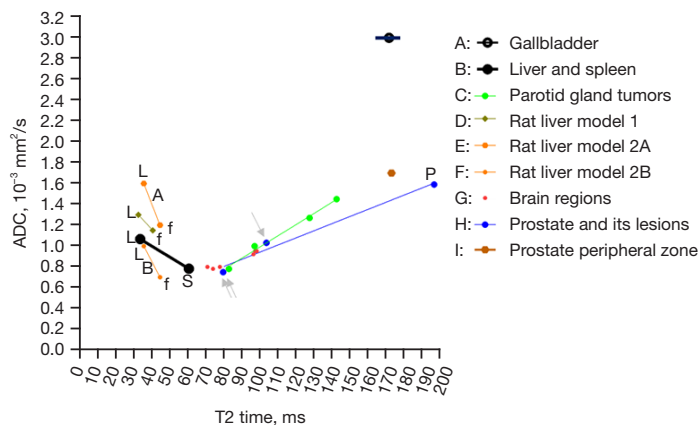 3.2
3.0
2.8
2.6
2.4
2.2
2.0
1.8
1.6
1.4
1.2
1.0
0.8
0.6
0.4
0.2
0.0
ADC, 10⁻³ mm²/s
L
A
L
f
f
L
L
B
S
f
P
0 10 20 30 40 50 60 70 80 90 100 110 120 130 140 150 160 170 180 190 200
T2 time, ms
A: Gallbladder
B: Liver and spleen
C: Parotid gland tumors
D: Rat liver model 1
E: Rat liver model 2A
F: Rat liver model 2B
G: Brain regions
H: Prostate and its lesions
I: Prostate peripheral zone